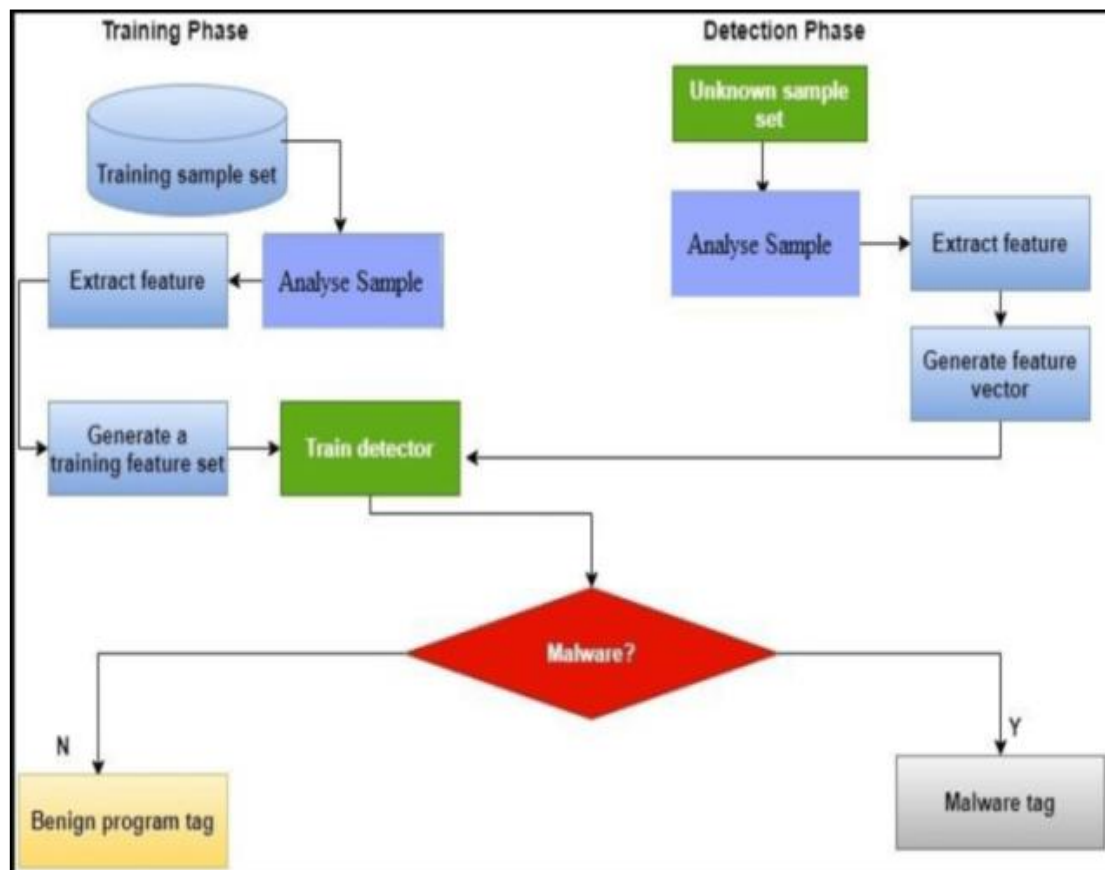 Training Phase
Detection Phase
Training sample set
Unknown sample
set
Extract feature
Analyse Sample
Analyse Sample
Extract feature
Generate feature
vector
Generate a
training feature set
Train detector
Malware?
N
Y
Benign program tag
Malware tag